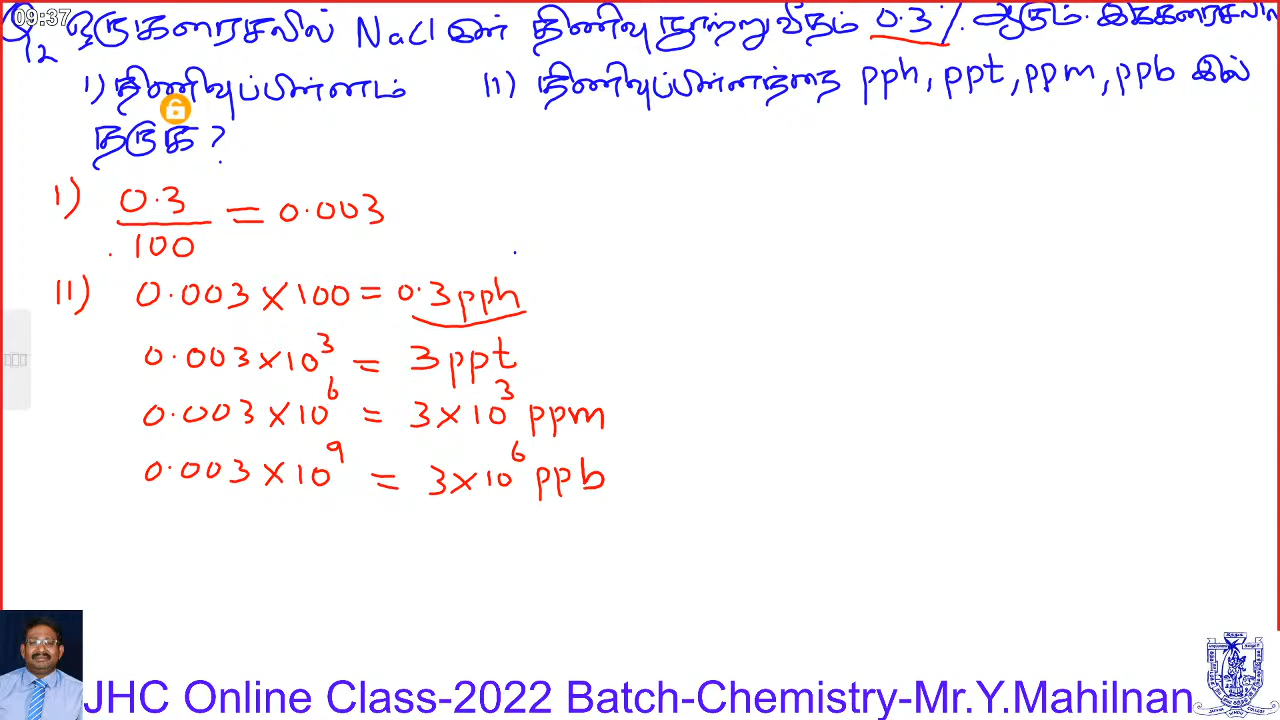 09:37
Q2 ஒருகரைசலில் NaCl இன் திணிவு நூற்றுவீதம் 0.3%. ஆகும். இக்கரைசலின்
i) திணிவுப்பின்னம் ii) திணிவுப்பின்னத்தை pph, ppt, ppm, ppb இல்
தருக ?
i) 0.3/100 = 0.003
ii) 0.003 × 100 = 0.3 pph
0.003 × 10³ = 3 ppt
0.003 × 10⁶ = 3 × 10³ ppm
0.003 × 10⁹ = 3 × 10⁶ ppb
JHC Online Class-2022 Batch-Chemistry-Mr.Y.Mahilnan